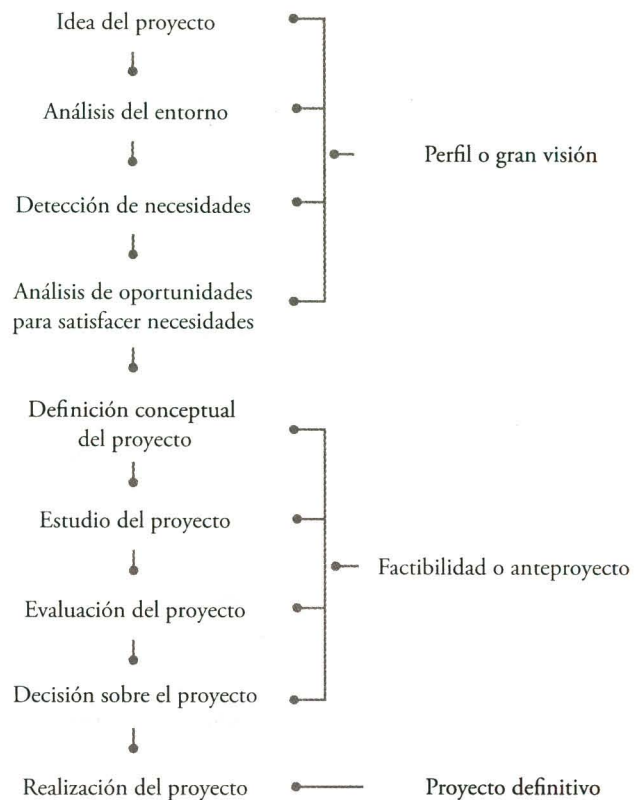 Idea del proyecto
Análisis del entorno
Detección de necesidades
Análisis de oportunidades
para satisfacer necesidades
Perfil o gran visión
Definición conceptual
del proyecto
Estudio del proyecto
Evaluación del proyecto
Decisión sobre el proyecto
Factibilidad o anteproyecto
Realización del proyecto
Proyecto definitivo